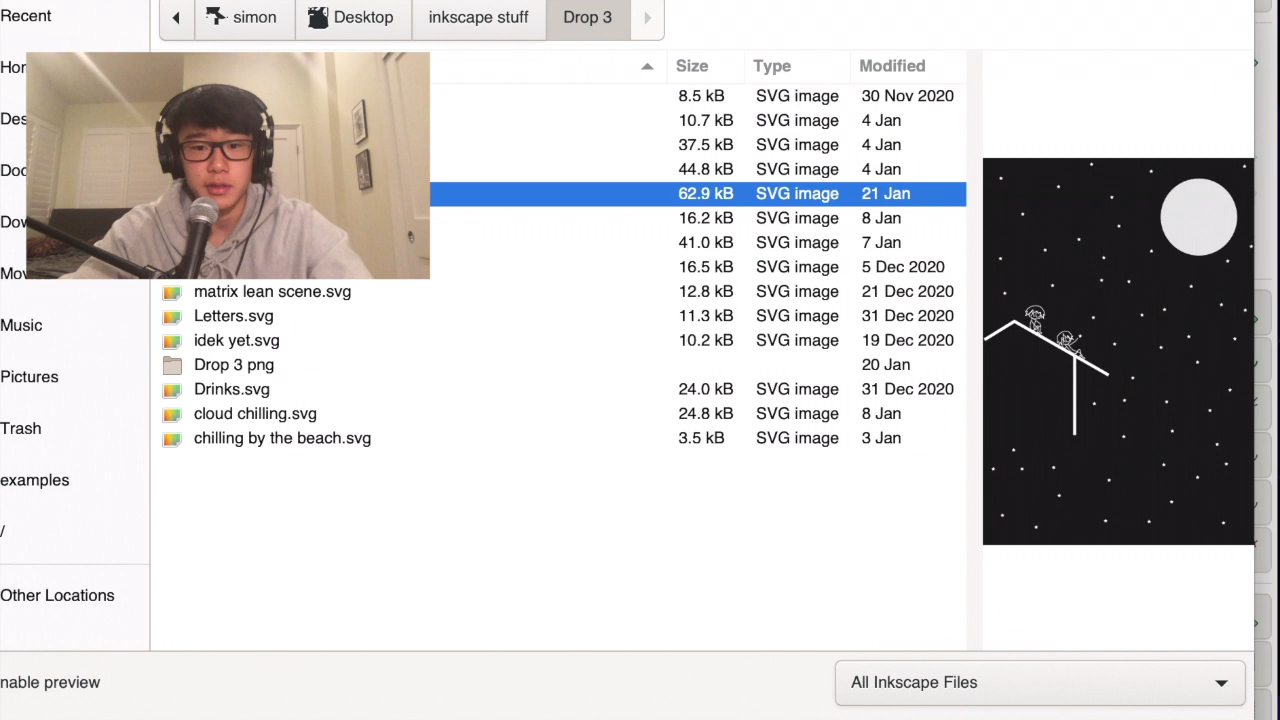 Recent
simon Desktop inkscape stuff Drop 3
Size Type Modified
8.5 kB SVG image 30 Nov 2020
10.7 kB SVG image 4 Jan
37.5 kB SVG image 4 Jan
44.8 kB SVG image 4 Jan
62.9 kB SVG image 21 Jan
16.2 kB SVG image 8 Jan
41.0 kB SVG image 7 Jan
16.5 kB SVG image 5 Dec 2020
matrix lean scene.svg 12.8 kB SVG image 21 Dec 2020
Letters.svg 11.3 kB SVG image 31 Dec 2020
idek yet.svg 10.2 kB SVG image 19 Dec 2020
Drop 3 png 20 Jan
Drinks.svg 24.0 kB SVG image 31 Dec 2020
cloud chilling.svg 24.8 kB SVG image 8 Jan
chilling by the beach.svg 3.5 kB SVG image 3 Jan
Hor
Des
Doc
Dov
Mov
Music
Pictures
Trash
examples
/
Other Locations
nable preview
All Inkscape Files